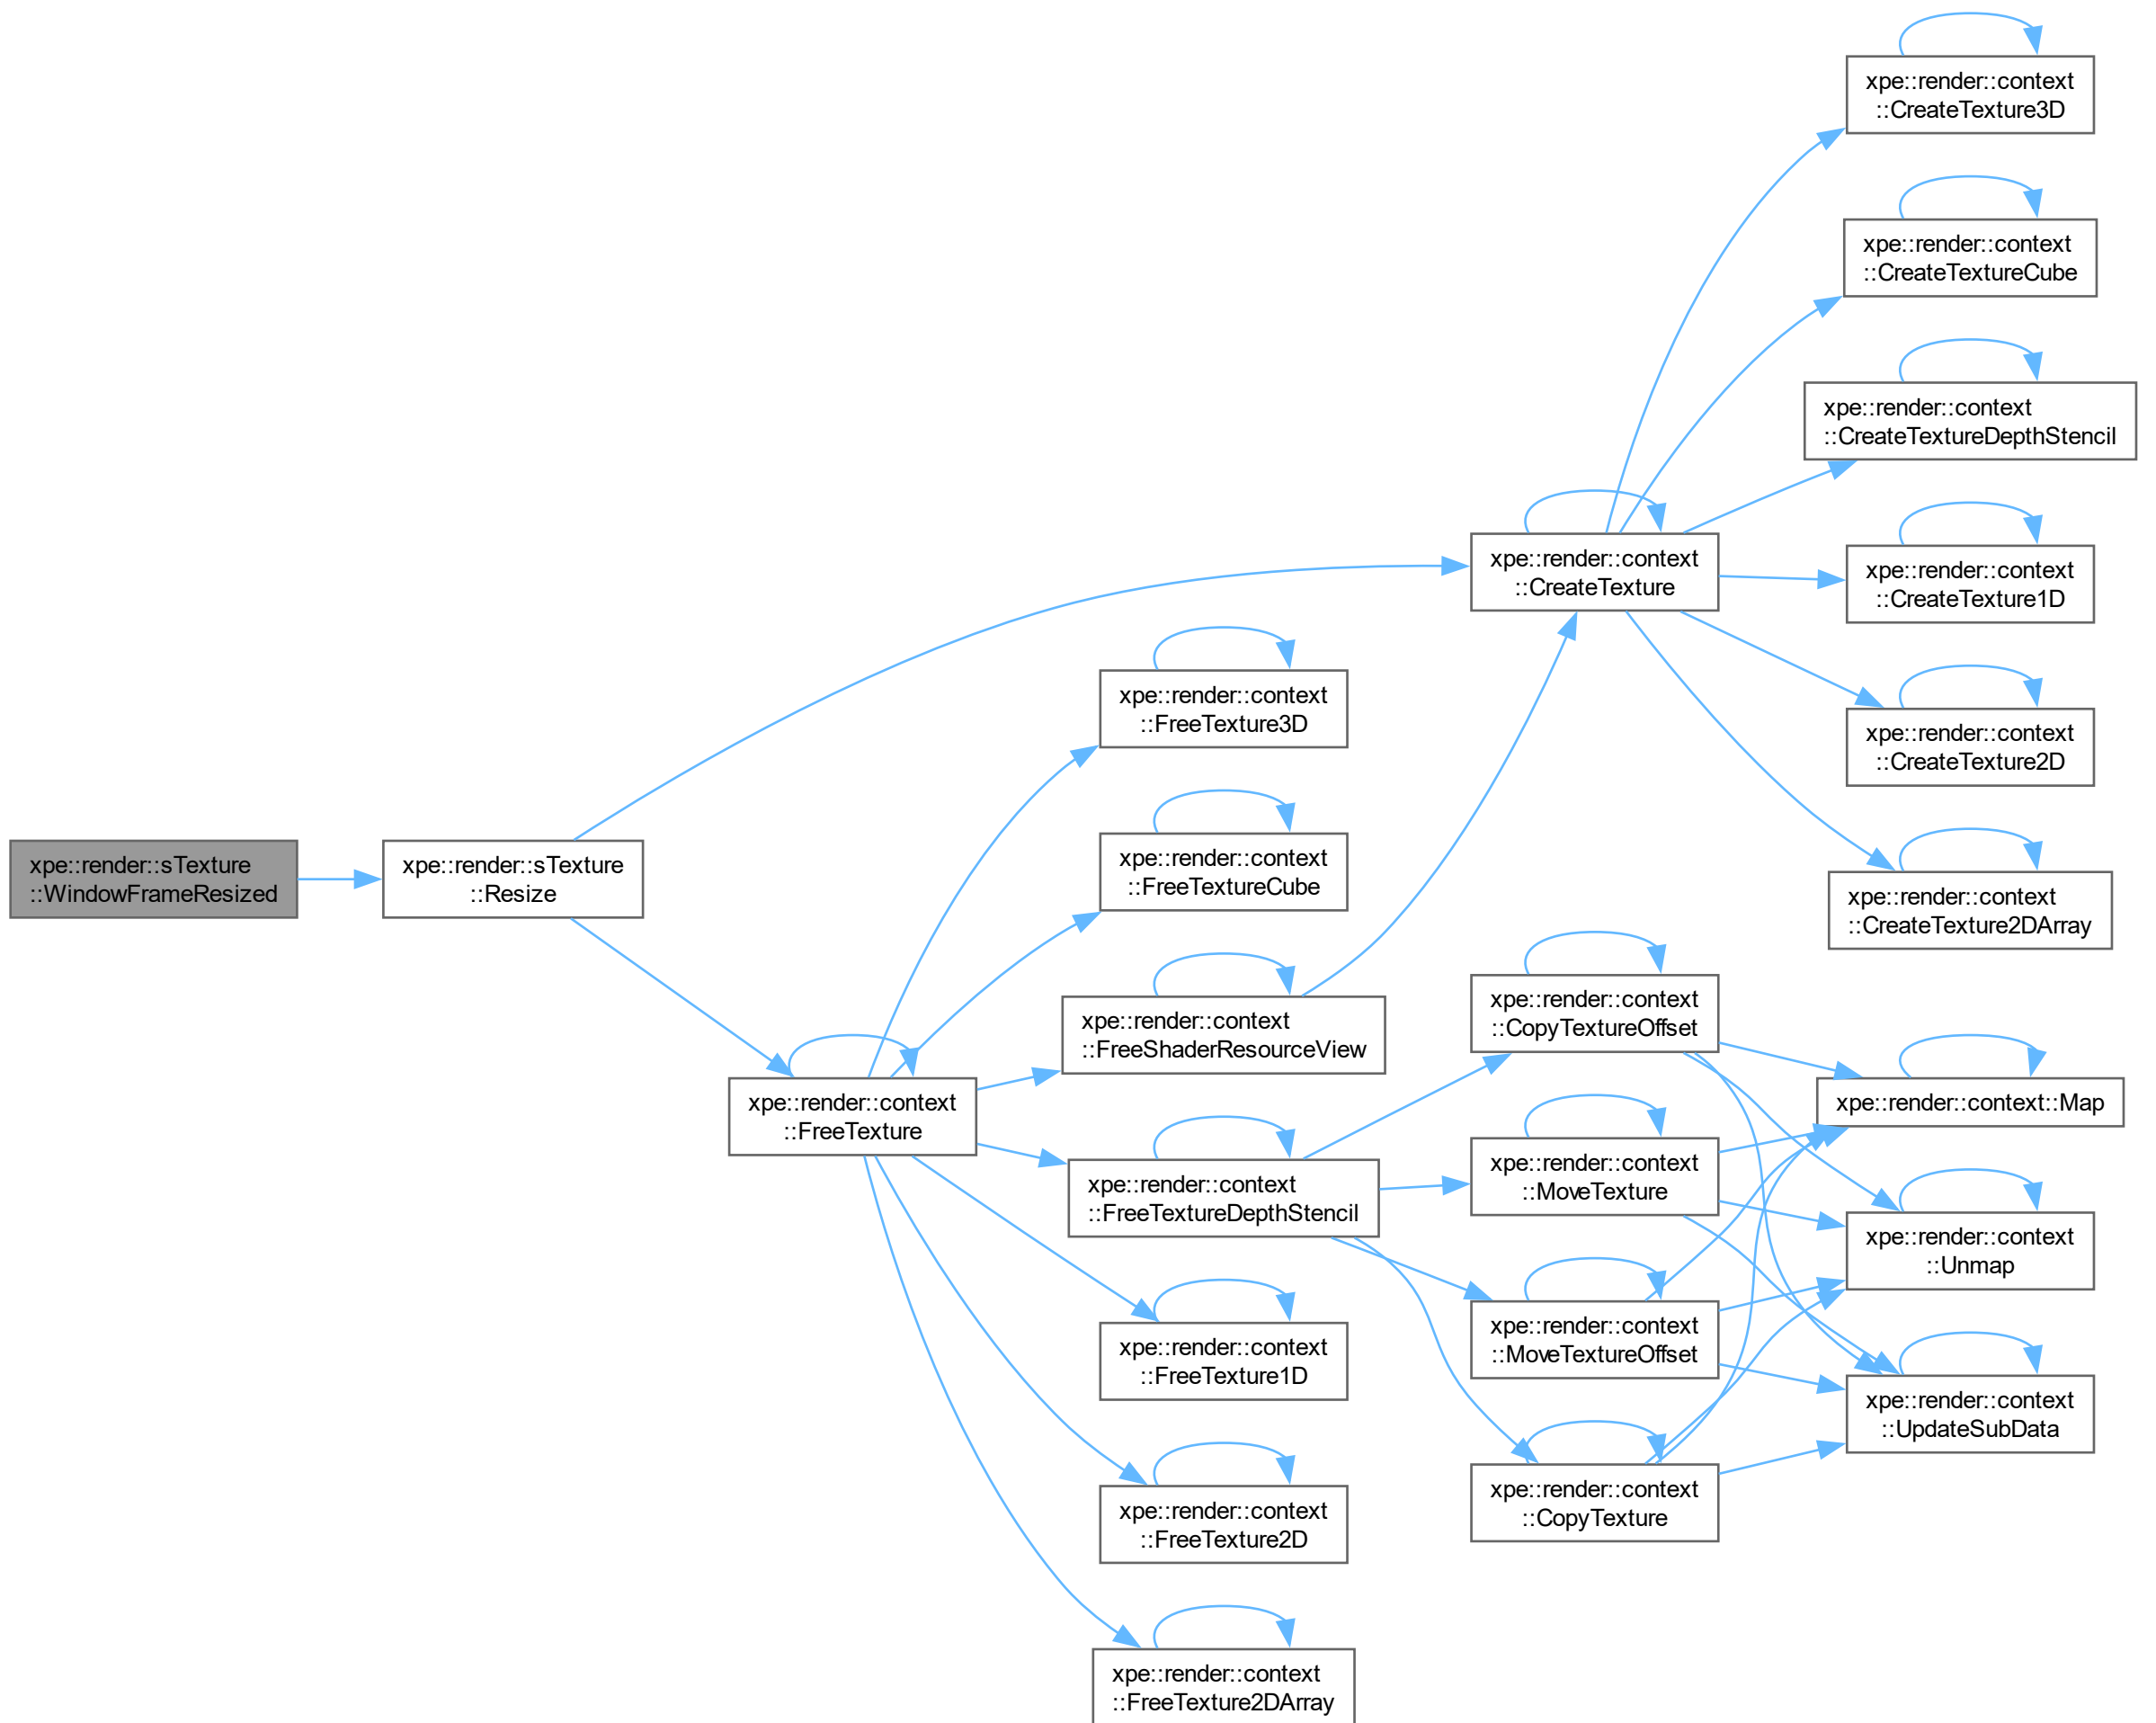 xpe::render::context
::CreateTexture3D
xpe::render::context
::CreateTextureCube
xpe::render::context
::CreateTextureDepthStencil
xpe::render::context
::CreateTexture
xpe::render::context
::CreateTexture1D
xpe::render::context
::FreeTexture3D
xpe::render::context
::CreateTexture2D
xpe::render::sTexture
::WindowFrameResized
xpe::render::sTexture
::Resize
xpe::render::context
::FreeTextureCube
xpe::render::context
::CreateTexture2DArray
xpe::render::context
::FreeShaderResourceView
xpe::render::context
::CopyTextureOffset
xpe::render::context
::FreeTexture
xpe::render::context::Map
xpe::render::context
::FreeTextureDepthStencil
xpe::render::context
::MoveTexture
xpe::render::context
::Unmap
xpe::render::context
::FreeTexture1D
xpe::render::context
::MoveTextureOffset
xpe::render::context
::UpdateSubData
xpe::render::context
::FreeTexture2D
xpe::render::context
::CopyTexture
xpe::render::context
::FreeTexture2DArray